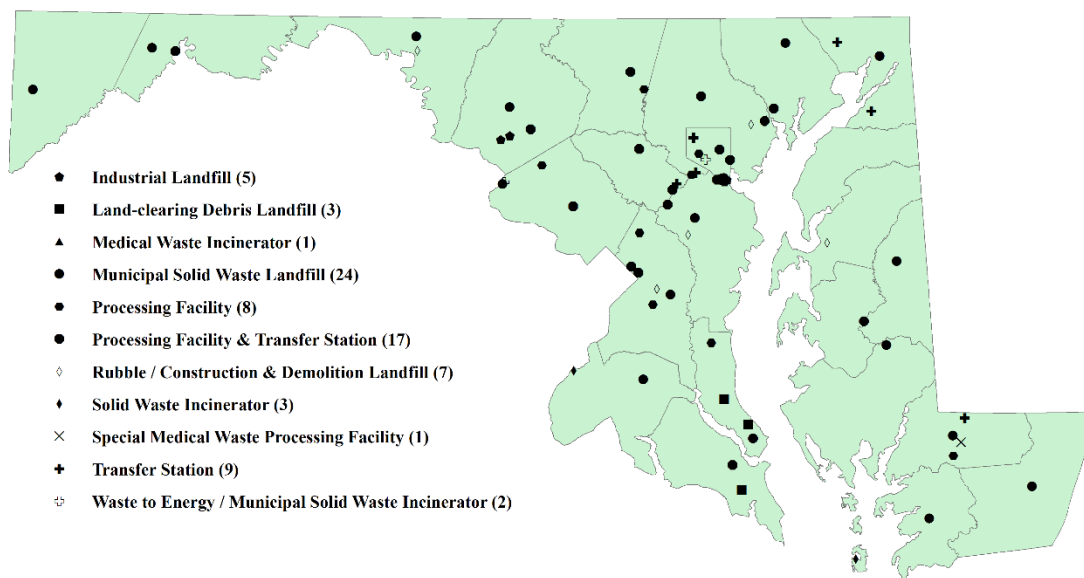 Industrial Landfill (5)
Land-clearing Debris Landfill (3)
Medical Waste Incinerator (1)
Municipal Solid Waste Landfill (24)
Processing Facility (8)
Processing Facility & Transfer Station (17)
Rubble / Construction & Demolition Landfill (7)
Solid Waste Incinerator (3)
Special Medical Waste Processing Facility (1)
Transfer Station (9)
Waste to Energy / Municipal Solid Waste Incinerator (2)